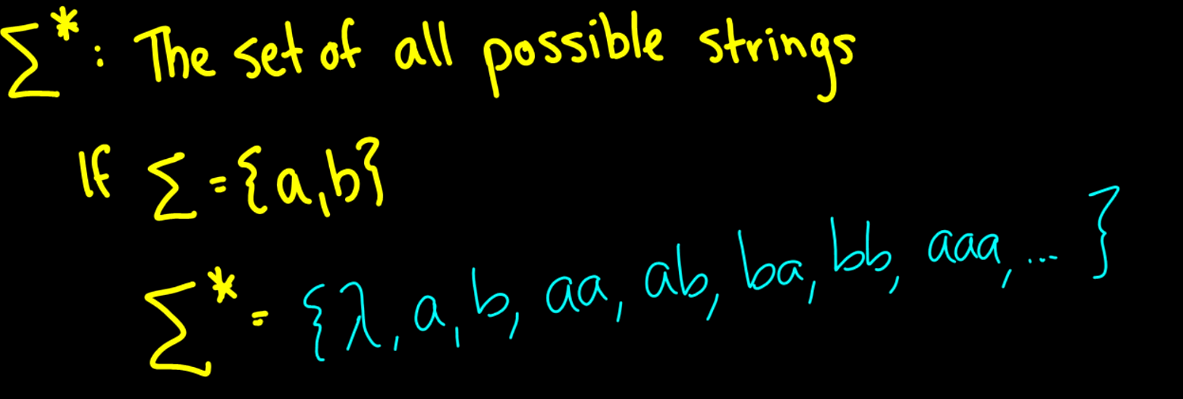 Σ*: The set of all possible strings
If Σ={a,b}
Σ*= {λ, a, b, aa, ab, ba, bb, aaa, ... }